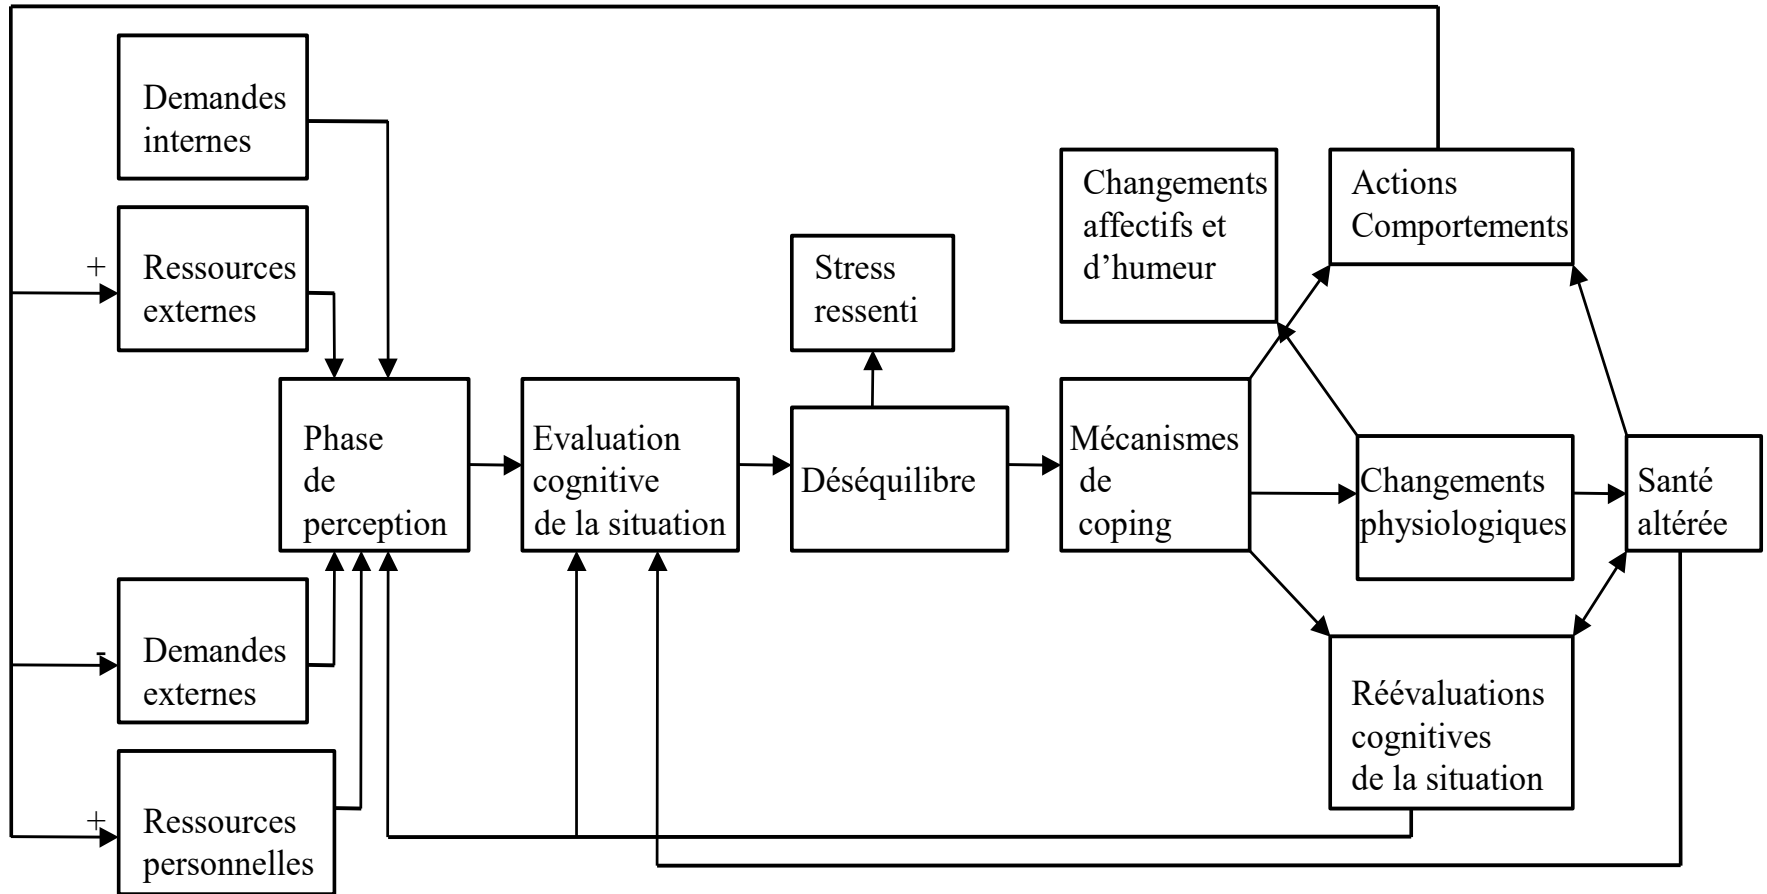 Demandes
internes
+
Ressources
externes
Phase
de
perception
-
Demandes
externes
+
Ressources
personnelles
Evaluation
cognitive
de la situation
Stress
ressenti
Déséquilibre
Mécanismes
de
coping
Changements
affectifs et
d’humeur
Actions
Comportements
Changements
physiologiques
Santé
altérée
Réévaluations
cognitives
de la situation